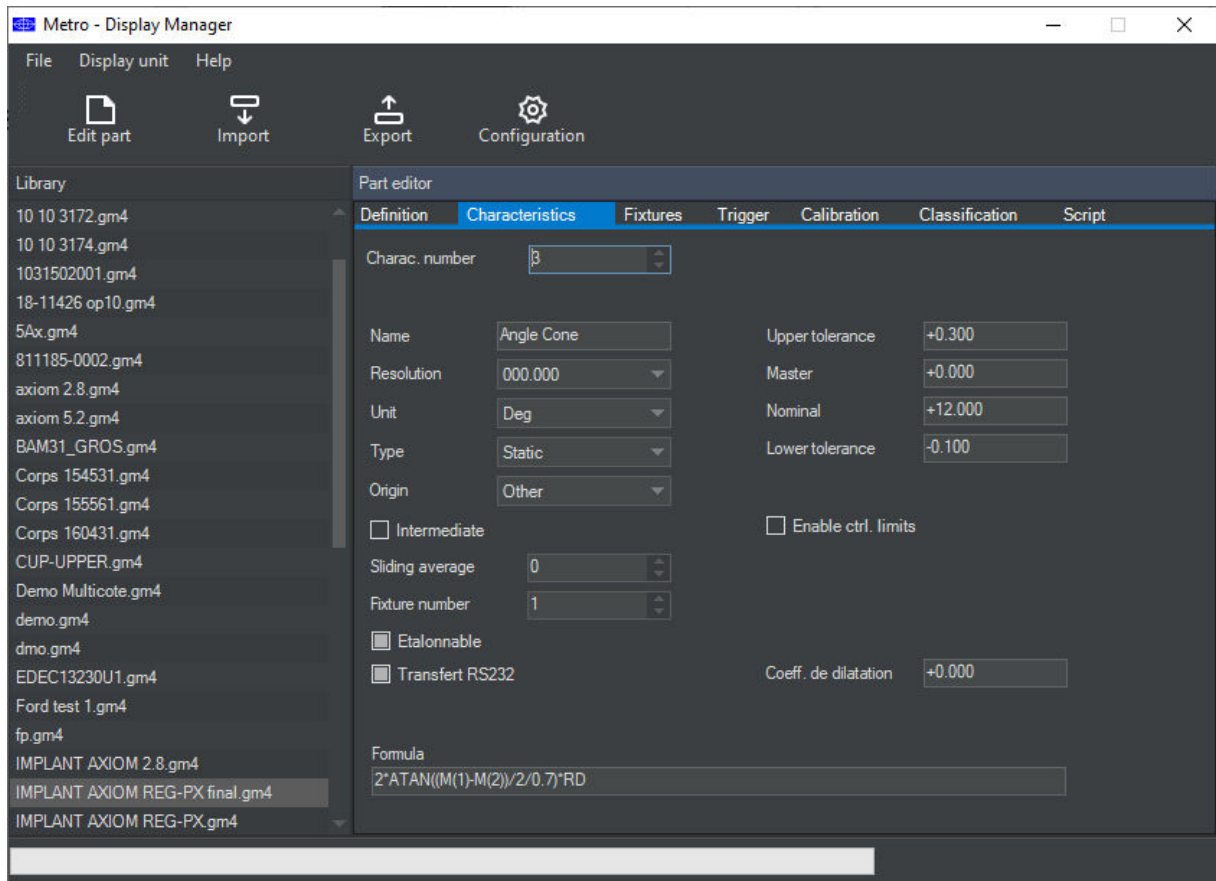 Metro - Display Manager
File Display unit Help
Edit part Import Export Configuration
Library
10 10 3172.gm4
10 10 3174.gm4
1031502001.gm4
18-11426 op10.gm4
5Ax.gm4
811185-0002.gm4
axiom 2.8.gm4
axiom 5.2.gm4
BAM31_GROS.gm4
Corps 154531.gm4
Corps 155561.gm4
Corps 160431.gm4
CUP-UPPER.gm4
Demo Multicote.gm4
demo.gm4
dmo.gm4
EDEC13230U1.gm4
Ford test 1.gm4
fp.gm4
IMPLANT AXIOM 2.8.gm4
IMPLANT AXIOM REG-PX final.gm4
IMPLANT AXIOM REG-PX.gm4
Part editor
Definition Characteristics Fixtures Trigger Calibration Classification Script
Charac. number 3
Name Angle Cone Upper tolerance +0.300
Resolution 000.000 Master +0.000
Unit Deg Nominal +12.000
Type Static Lower tolerance -0.100
Origin Other
Intermediate Enable ctrl. limits
Sliding average 0
Fixture number 1
Etalonnable
Transfert RS232 Coeff. de dilatation +0.000
Formula
2*ATAN((M(1)-M(2))/2/0.7)*RD